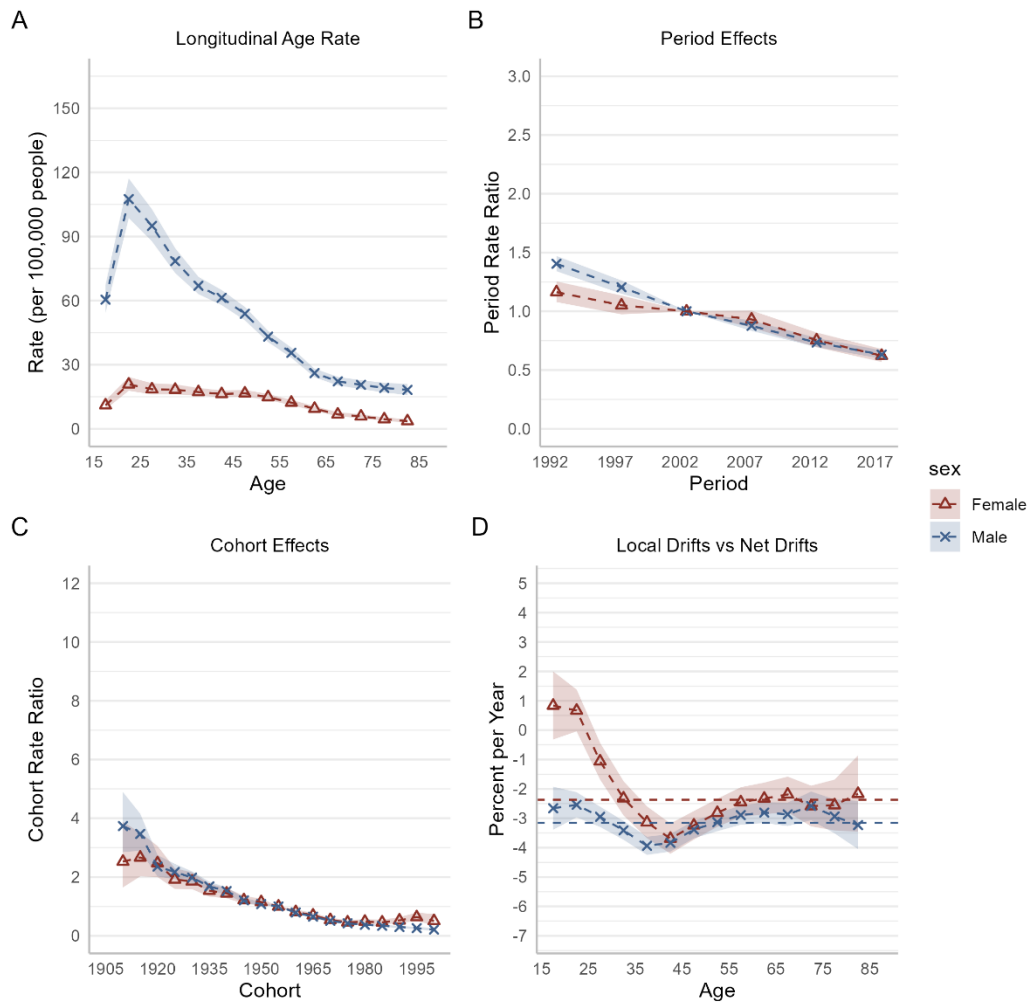 A
Longitudinal Age Rate
Rate (per 100,000 people)
150
120
90
60
30
0
15 25 35 45 55 65 75 85
Age
B
Period Effects
Period Rate Ratio
3.0
2.5
2.0
1.5
1.0
0.5
0.0
1992 1997 2002 2007 2012 2017
Period
sex
Female
Male
C
Cohort Effects
Cohort Rate Ratio
12
10
8
6
4
2
0
1905 1920 1935 1950 1965 1980 1995
Cohort
D
Local Drifts vs Net Drifts
Percent per Year
5
4
3
2
1
0
-1
-2
-3
-4
-5
-6
-7
15 25 35 45 55 65 75 85
Age